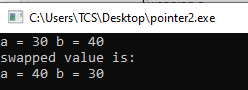 C:\Users\TCS\Desktop\pointer2.exe
a = 30 b = 40
swapped value is:
a = 40 b = 30